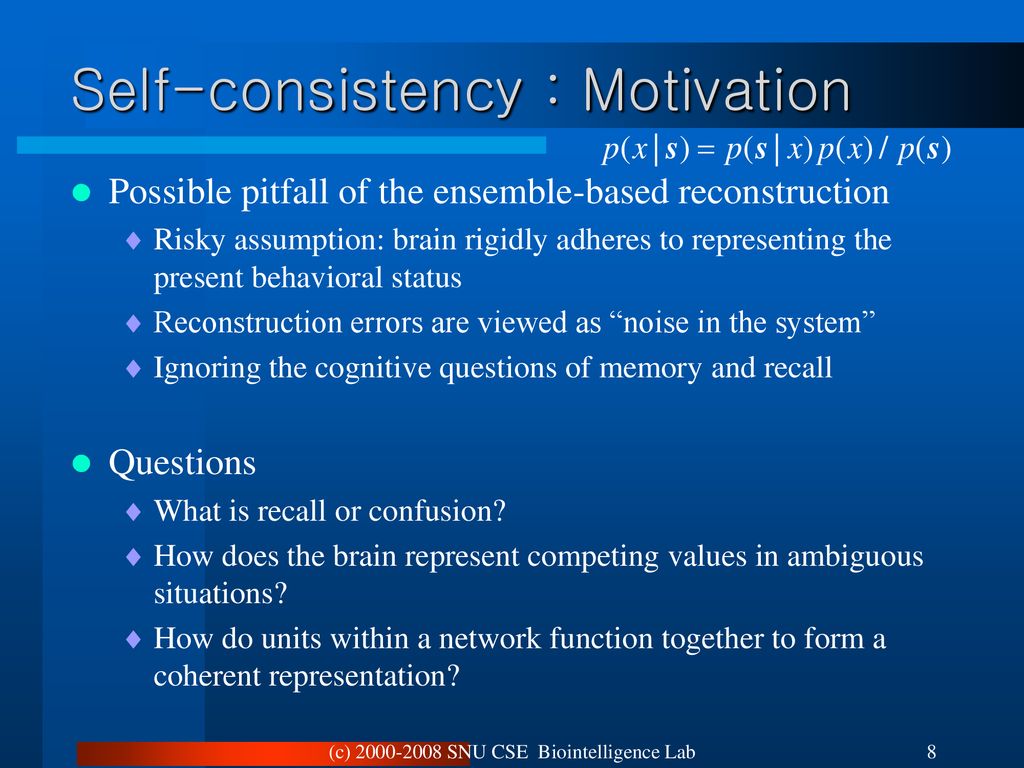 Self-consistency : Motivation
p(x | s) = p(s | x) p(x) / p(s)
Possible pitfall of the ensemble-based reconstruction
Risky assumption: brain rigidly adheres to representing the
present behavioral status
Reconstruction errors are viewed as “noise in the system”
Ignoring the cognitive questions of memory and recall
Questions
What is recall or confusion?
How does the brain represent competing values in ambiguous
situations?
How do units within a network function together to form a
coherent representation?
(c) 2000-2008 SNU CSE Biointelligence Lab
8